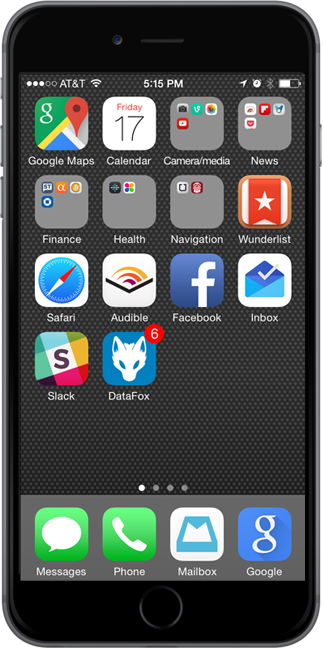 AT&T 5:15 PM
Friday
17
Google Maps Calendar Camera/media News
Finance Health Navigation Wunderlist
Safari Audible Facebook Inbox
6
Slack DataFox
Messages Phone Mailbox Google